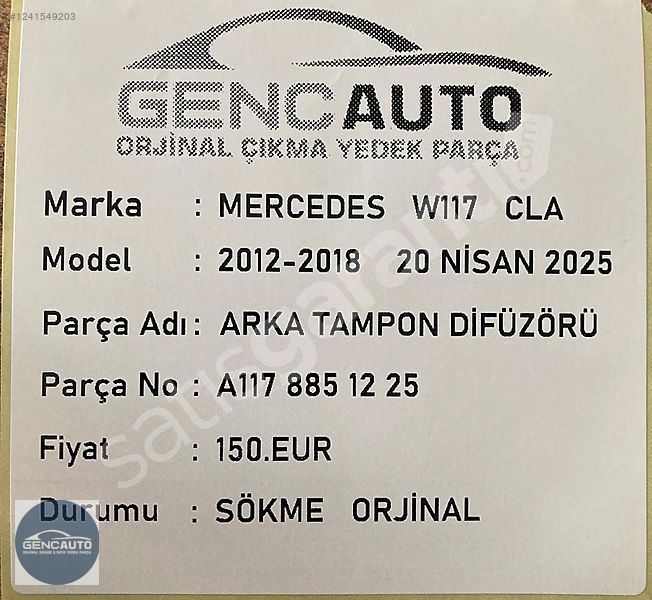 #1241549203
GENCAUTO
ORJİNAL ÇIKMA YEDEK PARÇA
Marka : MERCEDES W117 CLA
Model : 2012-2018 20 NİSAN 2025
Parça Adı : ARKA TAMPON DİFÜZÖRÜ
Parça No : A117 885 12 25
Fiyat : 150.EUR
Durumu : SÖKME ORJİNAL
satısgaranti.com
GENCAUTO